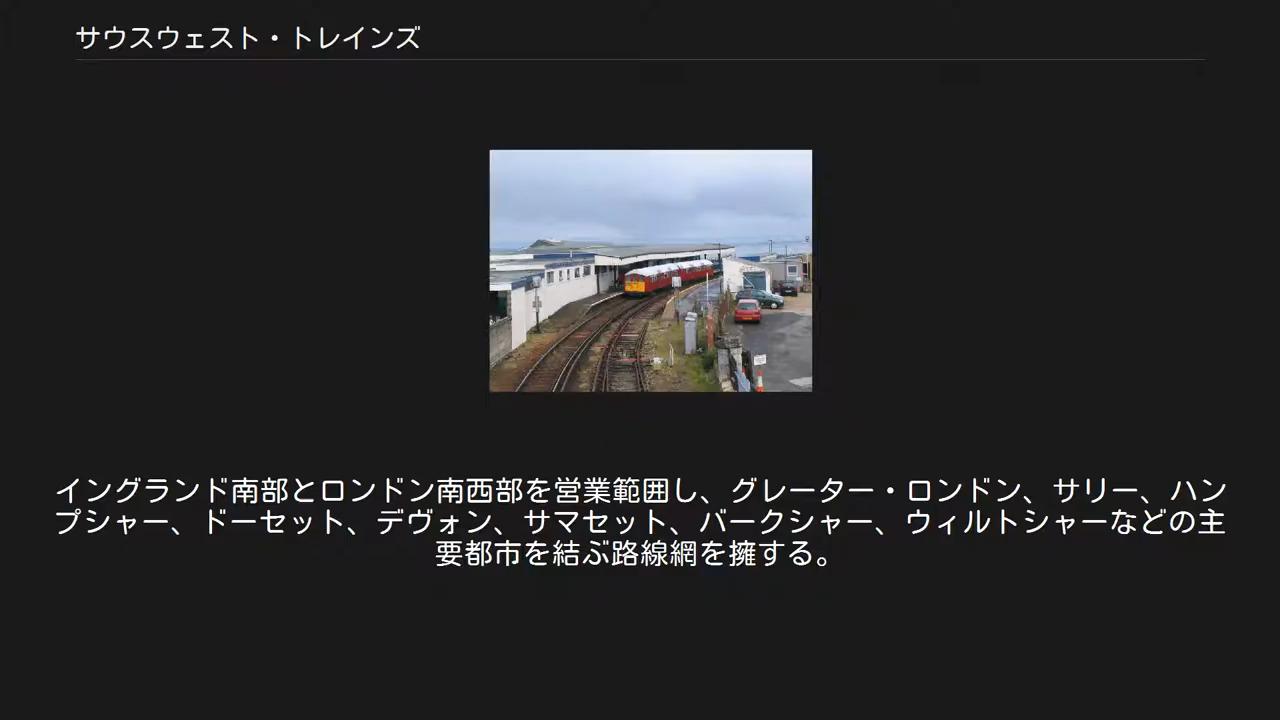 サウスウェスト・トレインズ
イングランド南部とロンドン南西部を営業範囲し、グレーター・ロンドン、サリー、ハン
プシャー、ドーセット、デヴォン、サマセット、バークシャー、ウィルトシャーなどの主
要都市を結ぶ路線網を擁する。